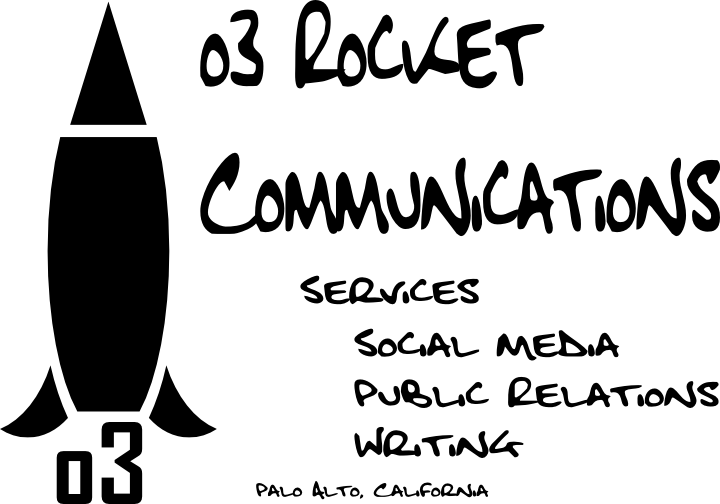 o3 Rocket
Communications
Services
Social media
Public Relations
Writing
o3
Palo Alto, California